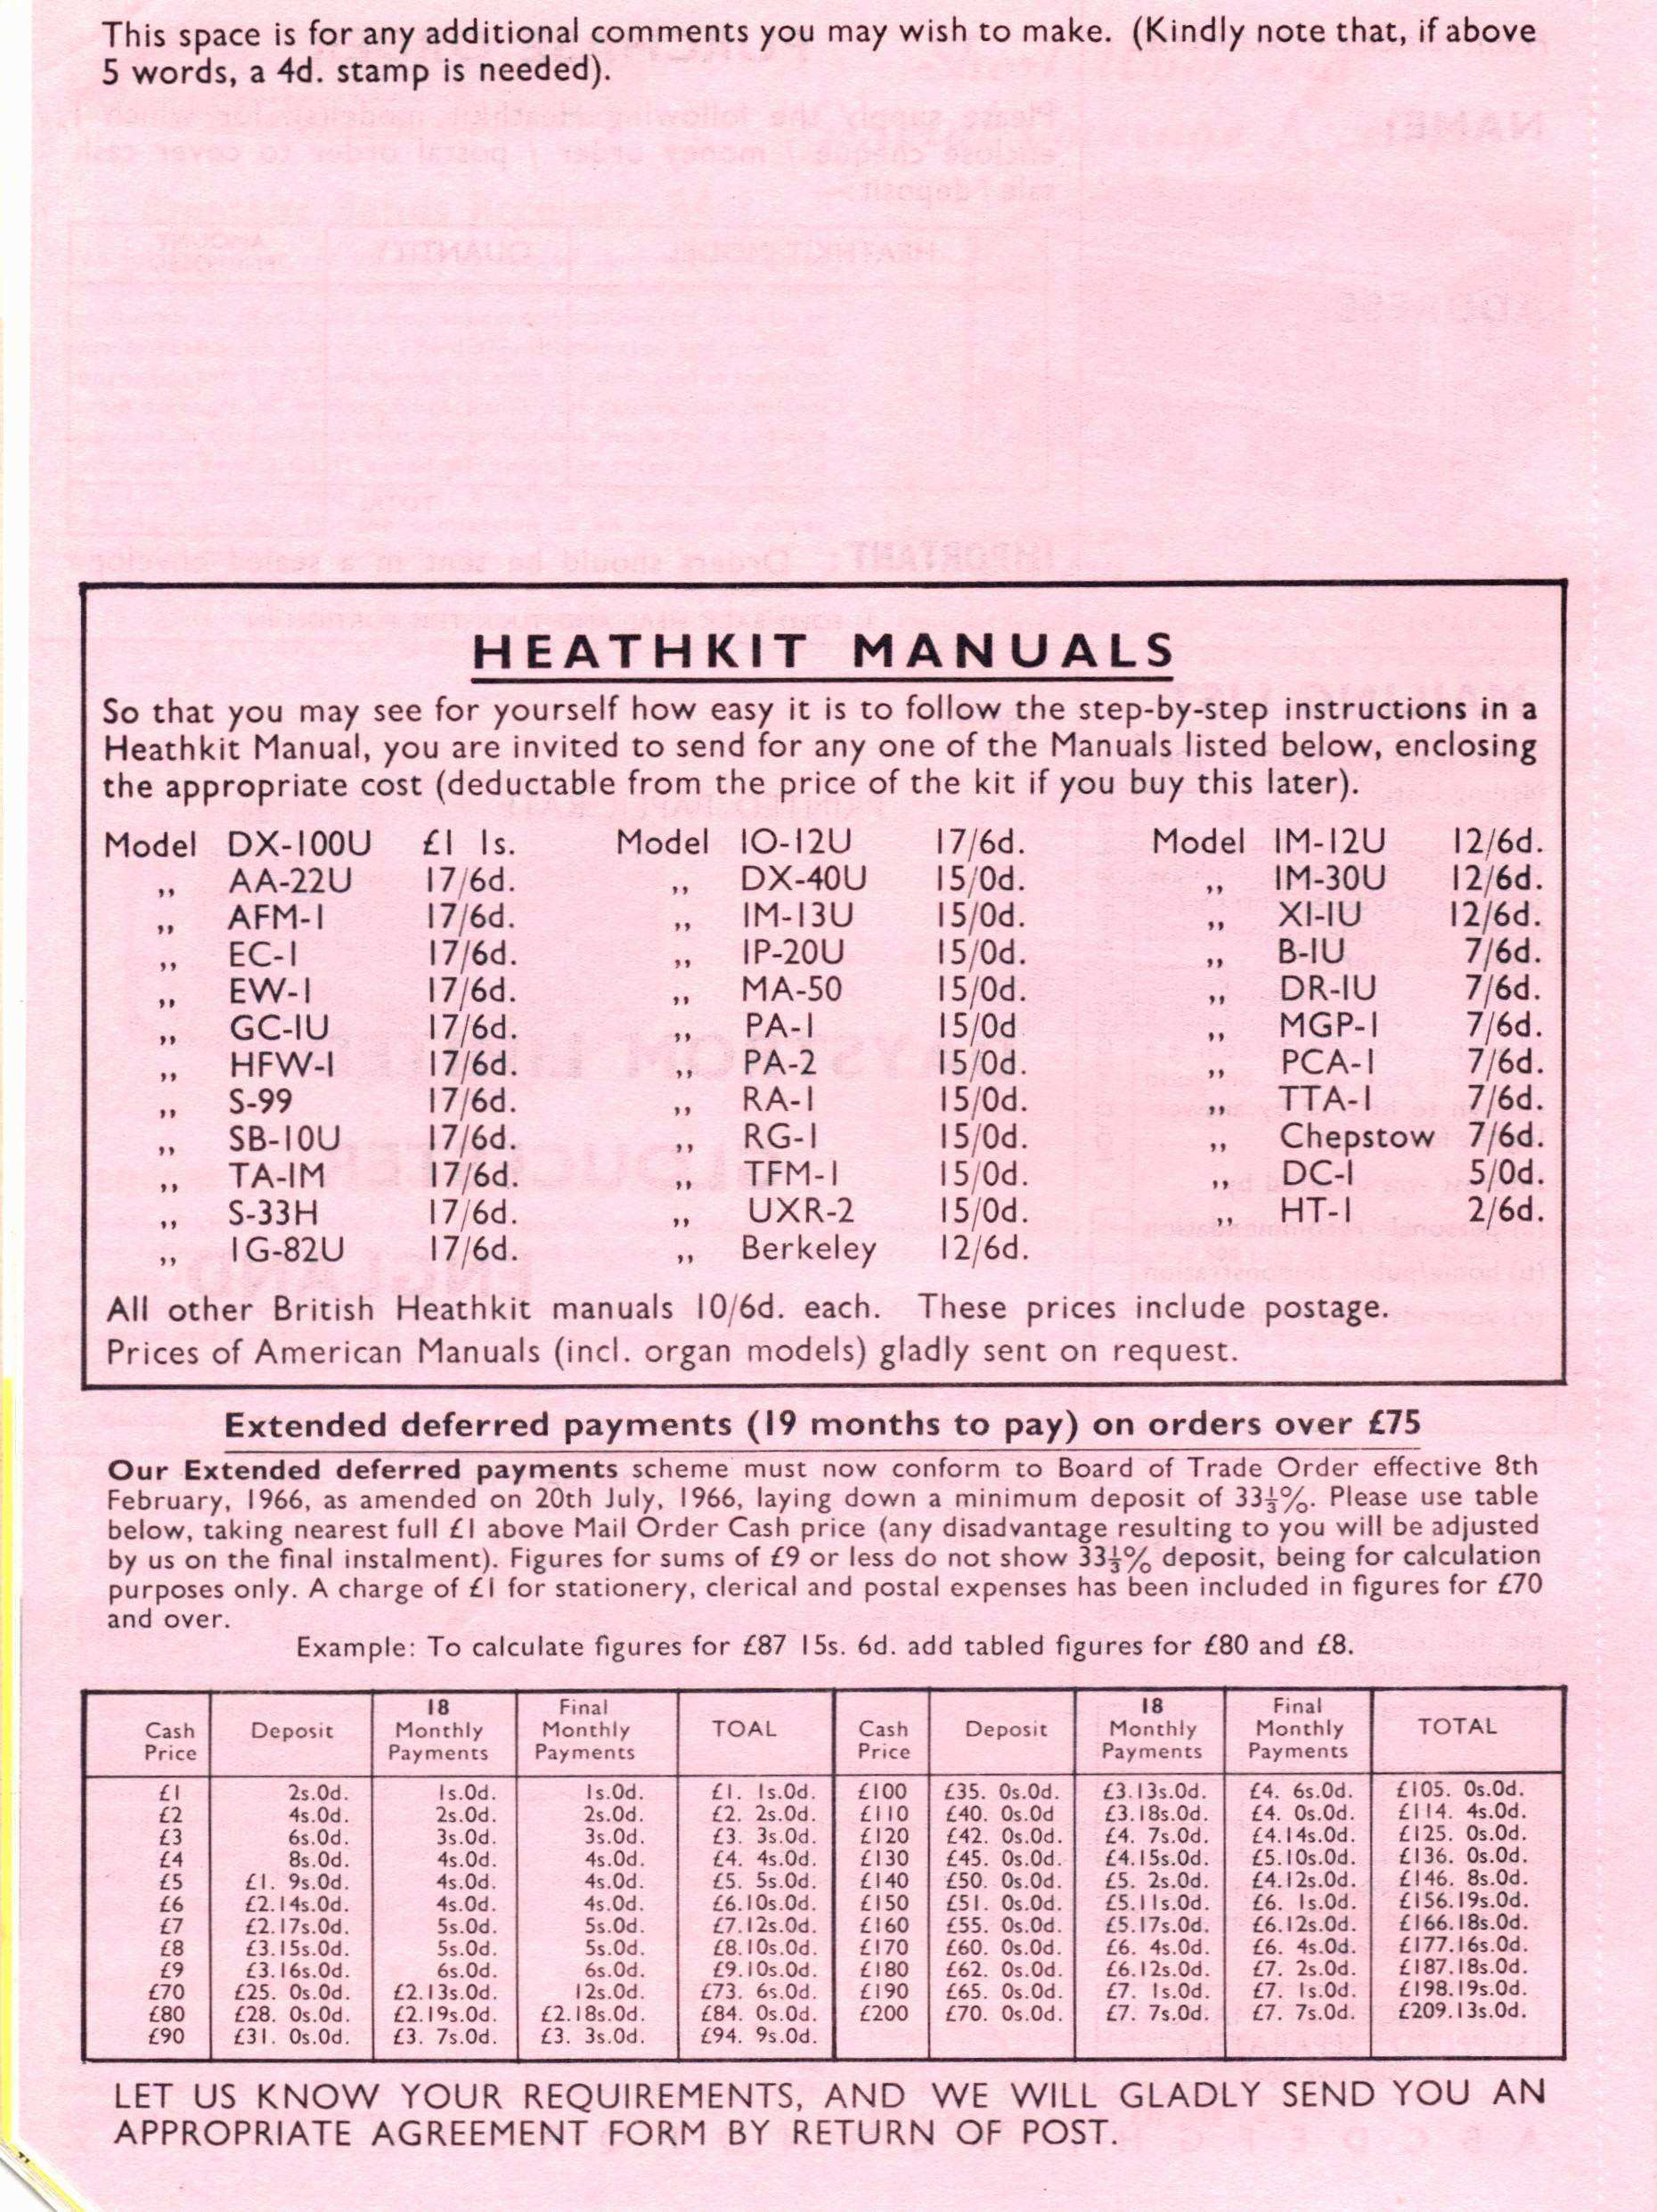 This space is for any additional comments you may wish to make. (Kindly note that, if above
5 words, a 4d. stamp is needed).
HEATHKIT MANUALS
So that you may see for yourself how easy it is to follow the step-by-step instructions in a
Heathkit Manual, you are invited to send for any one of the Manuals listed below, enclosing
the appropriate cost (deductable from the price of the kit if you buy this later).
Model DX-100U £1 1s. Model IO-12U 17/6d. Model IM-12U 12/6d.
,, AA-22U 17/6d. ,, DX-40U 15/0d. ,, IM-30U 12/6d.
,, AFM-1 17/6d. ,, IM-13U 15/0d. ,, XI-IU 12/6d.
,, EC-1 17/6d. ,, IP-20U 15/0d. ,, B-IU 7/6d.
,, EW-1 17/6d. ,, MA-50 15/0d. ,, DR-IU 7/6d.
,, GC-IU 17/6d. ,, PA-1 15/0d ,, MGP-1 7/6d.
,, HFW-1 17/6d. ,, PA-2 15/0d. ,, PCA-1 7/6d.
,, S-99 17/6d. ,, RA-1 15/0d. ,, TTA-1 7/6d.
,, SB-10U 17/6d. ,, RG-1 15/0d. ,, Chepstow 7/6d.
,, TA-IM 17/6d. ,, TFM-1 15/0d. ,, DC-1 5/0d.
,, S-33H 17/6d. ,, UXR-2 15/0d. ,, HT-1 2/6d.
,, IG-82U 17/6d. ,, Berkeley 12/6d.
All other British Heathkit manuals 10/6d. each. These prices include postage.
Prices of American Manuals (incl. organ models) gladly sent on request.
Extended deferred payments (19 months to pay) on orders over £75
Our Extended deferred payments scheme must now conform to Board of Trade Order effective 8th
February, 1966, as amended on 20th July, 1966, laying down a minimum deposit of 33⅓%. Please use table
below, taking nearest full £1 above Mail Order Cash price (any disadvantage resulting to you will be adjusted
by us on the final instalment). Figures for sums of £9 or less do not show 33⅓% deposit, being for calculation
purposes only. A charge of £1 for stationery, clerical and postal expenses has been included in figures for £70
and over.
Example: To calculate figures for £87 15s. 6d. add tabled figures for £80 and £8.
Cash Price Deposit 18 Monthly Payments Final Monthly Payments TOAL Cash Price Deposit 18 Monthly Payments Final Monthly Payments TOTAL
£1 2s.0d. 1s.0d. 1s.0d. £1. 1s.0d. £100 £35. 0s.0d. £3.13s.0d. £4. 6s.0d. £105. 0s.0d.
£2 4s.0d. 2s.0d. 2s.0d. £2. 2s.0d. £110 £40. 0s.0d £3.18s.0d. £4. 0s.0d. £114. 4s.0d.
£3 6s.0d. 3s.0d. 3s.0d. £3. 3s.0d. £120 £42. 0s.0d. £4. 7s.0d. £4.14s.0d. £125. 0s.0d.
£4 8s.0d. 4s.0d. 4s.0d. £4. 4s.0d. £130 £45. 0s.0d. £4.15s.0d. £5.10s.0d. £136. 0s.0d.
£5 £1. 9s.0d. 4s.0d. 4s.0d. £5. 5s.0d. £140 £50. 0s.0d. £5. 2s.0d. £4.12s.0d. £146. 8s.0d.
£6 £2.14s.0d. 4s.0d. 4s.0d. £6.10s.0d. £150 £51. 0s.0d. £5.11s.0d. £6. 1s.0d. £156.19s.0d.
£7 £2.17s.0d. 5s.0d. 5s.0d. £7.12s.0d. £160 £55. 0s.0d. £5.17s.0d. £6.12s.0d. £166.18s.0d.
£8 £3.15s.0d. 5s.0d. 5s.0d. £8.10s.0d. £170 £60. 0s.0d. £6. 4s.0d. £6. 4s.0d. £177.16s.0d.
£9 £3.16s.0d. 6s.0d. 6s.0d. £9.10s.0d. £180 £62. 0s.0d. £6.12s.0d. £7. 2s.0d. £187.18s.0d.
£70 £25. 0s.0d. £2.13s.0d. 12s.0d. £73. 6s.0d. £190 £65. 0s.0d. £7. 1s.0d. £7. 1s.0d. £198.19s.0d.
£80 £28. 0s.0d. £2.19s.0d. £2.18s.0d. £84. 0s.0d. £200 £70. 0s.0d. £7. 7s.0d. £7. 7s.0d. £209.13s.0d.
£90 £31. 0s.0d. £3. 7s.0d. £3. 3s.0d. £94. 9s.0d.
LET US KNOW YOUR REQUIREMENTS, AND WE WILL GLADLY SEND YOU AN
APPROPRIATE AGREEMENT FORM BY RETURN OF POST.